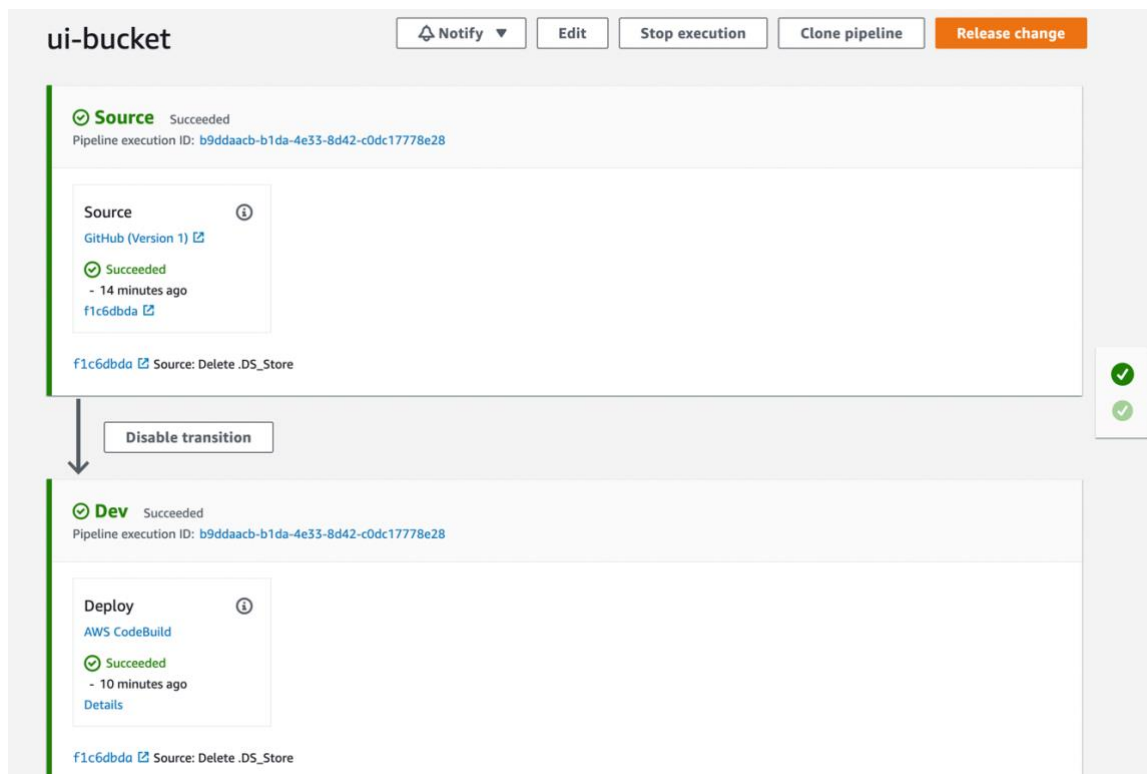 ui-bucket
Notify ▼
Edit
Stop execution
Clone pipeline
Release change
Source Succeeded
Pipeline execution ID: b9ddaacb-b1da-4e33-8d42-c0dc17778e28
Source
GitHub (Version 1)
Succeeded
- 14 minutes ago
f1c6dbda
f1c6dbda Source: Delete .DS_Store
Disable transition
Dev Succeeded
Pipeline execution ID: b9ddaacb-b1da-4e33-8d42-c0dc17778e28
Deploy
AWS CodeBuild
Succeeded
- 10 minutes ago
Details
f1c6dbda Source: Delete .DS_Store